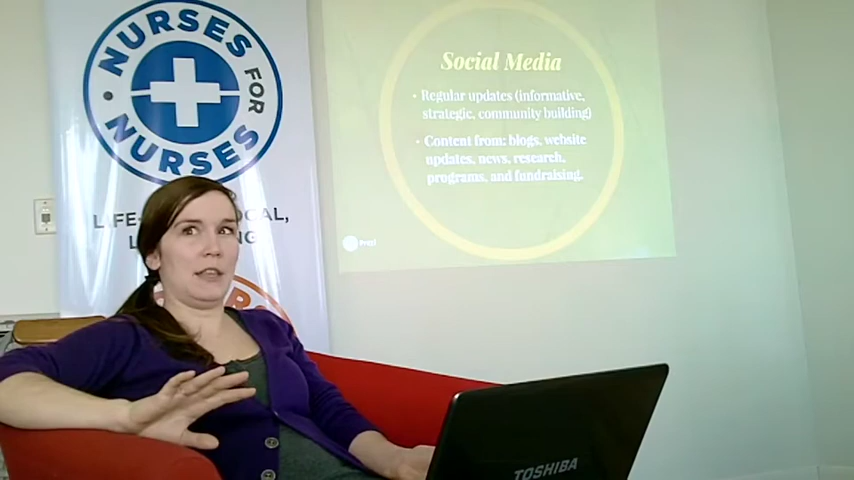 NURSES
FOR
NURSES
Social Media
• Regular updates (informative,
strategic, community building)
• Content from: blogs, website
updates, news, research,
programs, and fundraising.
TOSHIBA